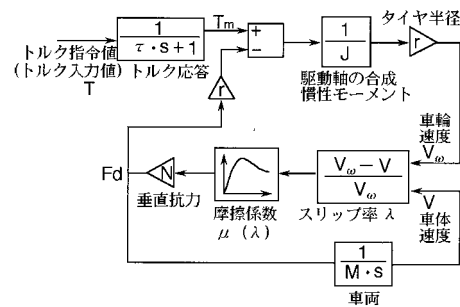 1
τ・s+1
Tm
+
−
1
J
タイヤ半径
r
トルク指令値
(トルク入力値)
T
トルク応答
駆動軸の合成
慣性モーメント
r
車輪
速度
Vω
Fd
N
垂直抗力
摩擦係数
μ (λ)
Vω − V
Vω
スリップ率 λ
V
車体
速度
1
M・s
車両